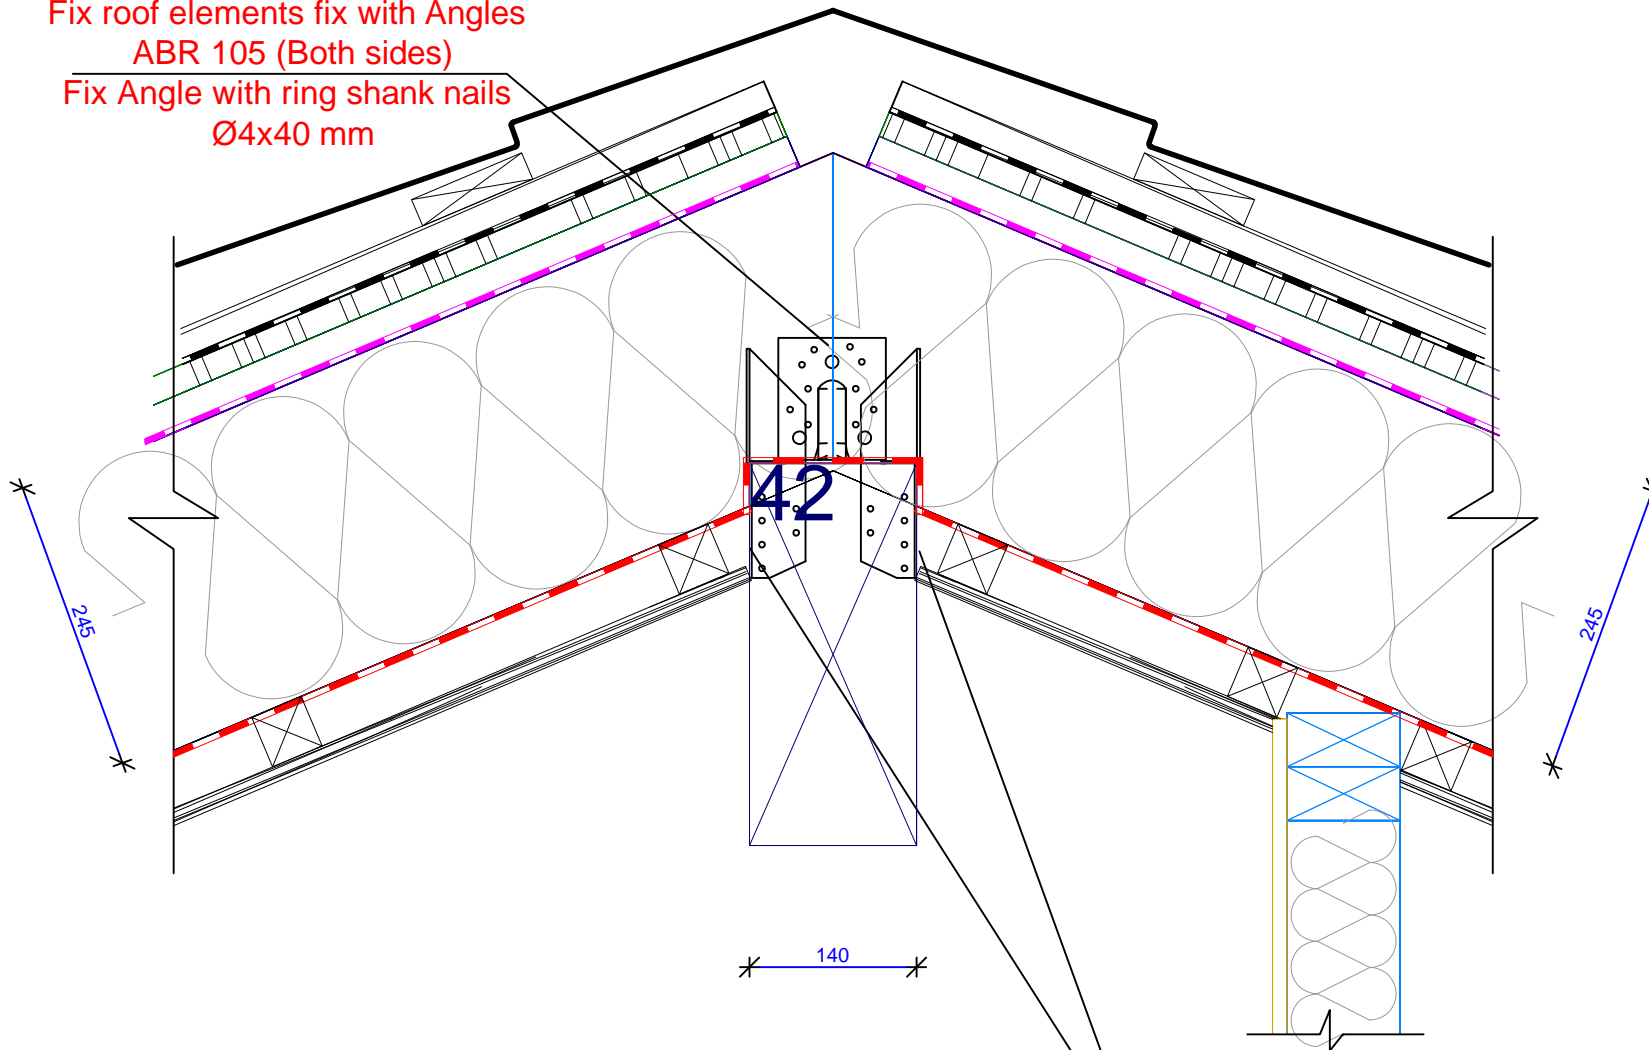 Fix roof elements fix with Angles
ABR 105 (Both sides)
Fix Angle with ring shank nails
Ø4x40 mm
42
245
245
140